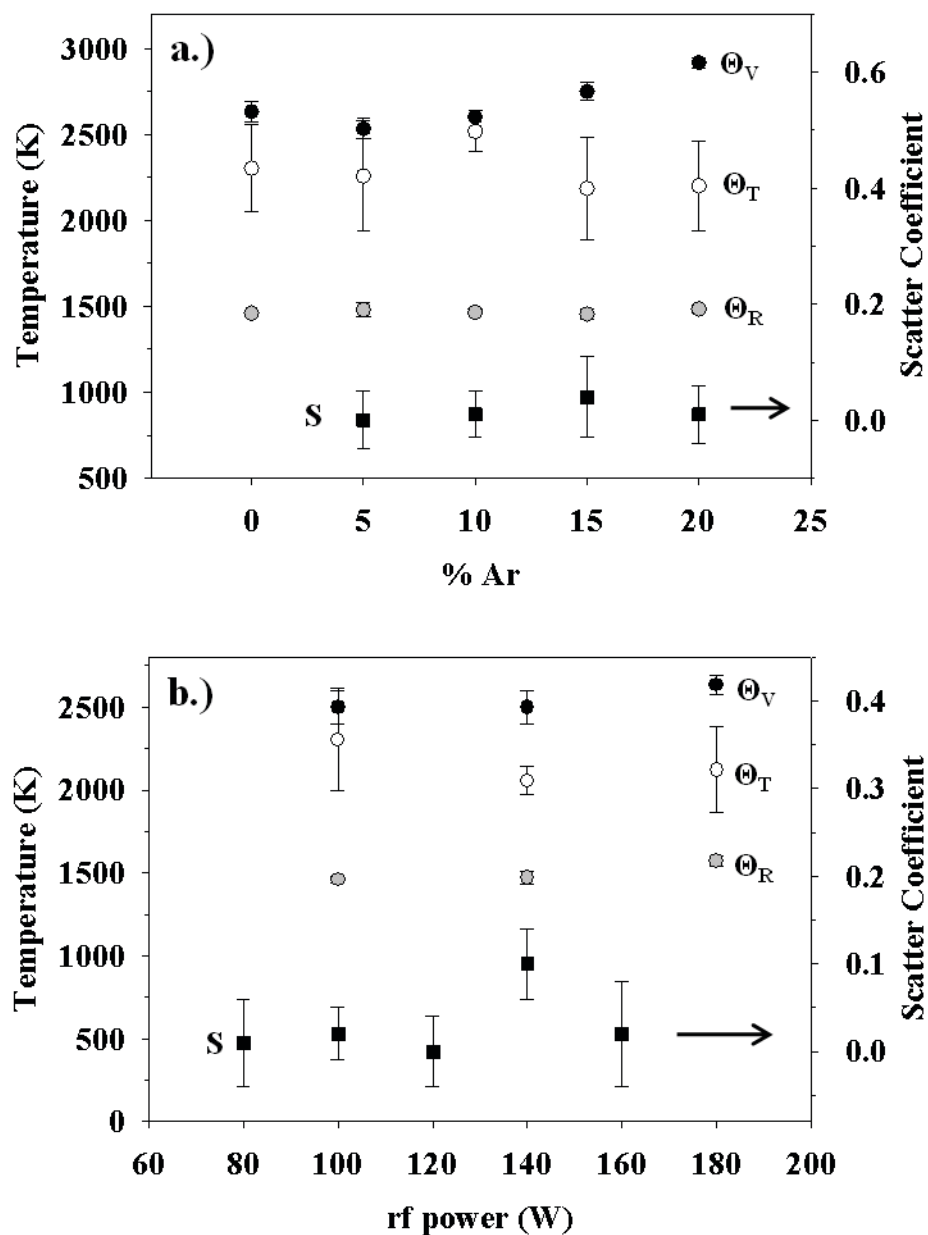 a.)
3000
2500
2000
1500
1000
500
Temperature (K)
0.6
0.4
0.2
0.0
Scatter Coefficient
ΘV
ΘT
ΘR
S
0 5 10 15 20 25
% Ar
b.)
2500
2000
1500
1000
500
0
Temperature (K)
0.4
0.3
0.2
0.1
0.0
Scatter Coefficient
ΘV
ΘT
ΘR
S
60 80 100 120 140 160 180 200
rf power (W)